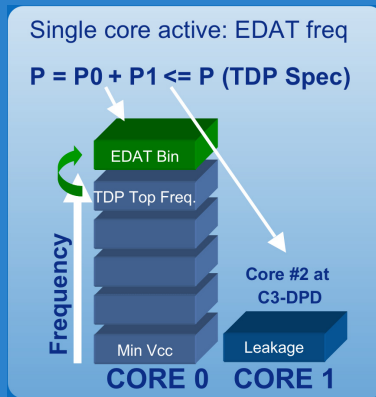 Single core active: EDAT freq
P = P0 + P1 <= P (TDP Spec)
EDAT Bin
TDP Top Freq.
Frequency
Core #2 at
C3-DPD
Min Vcc
Leakage
CORE 0
CORE 1